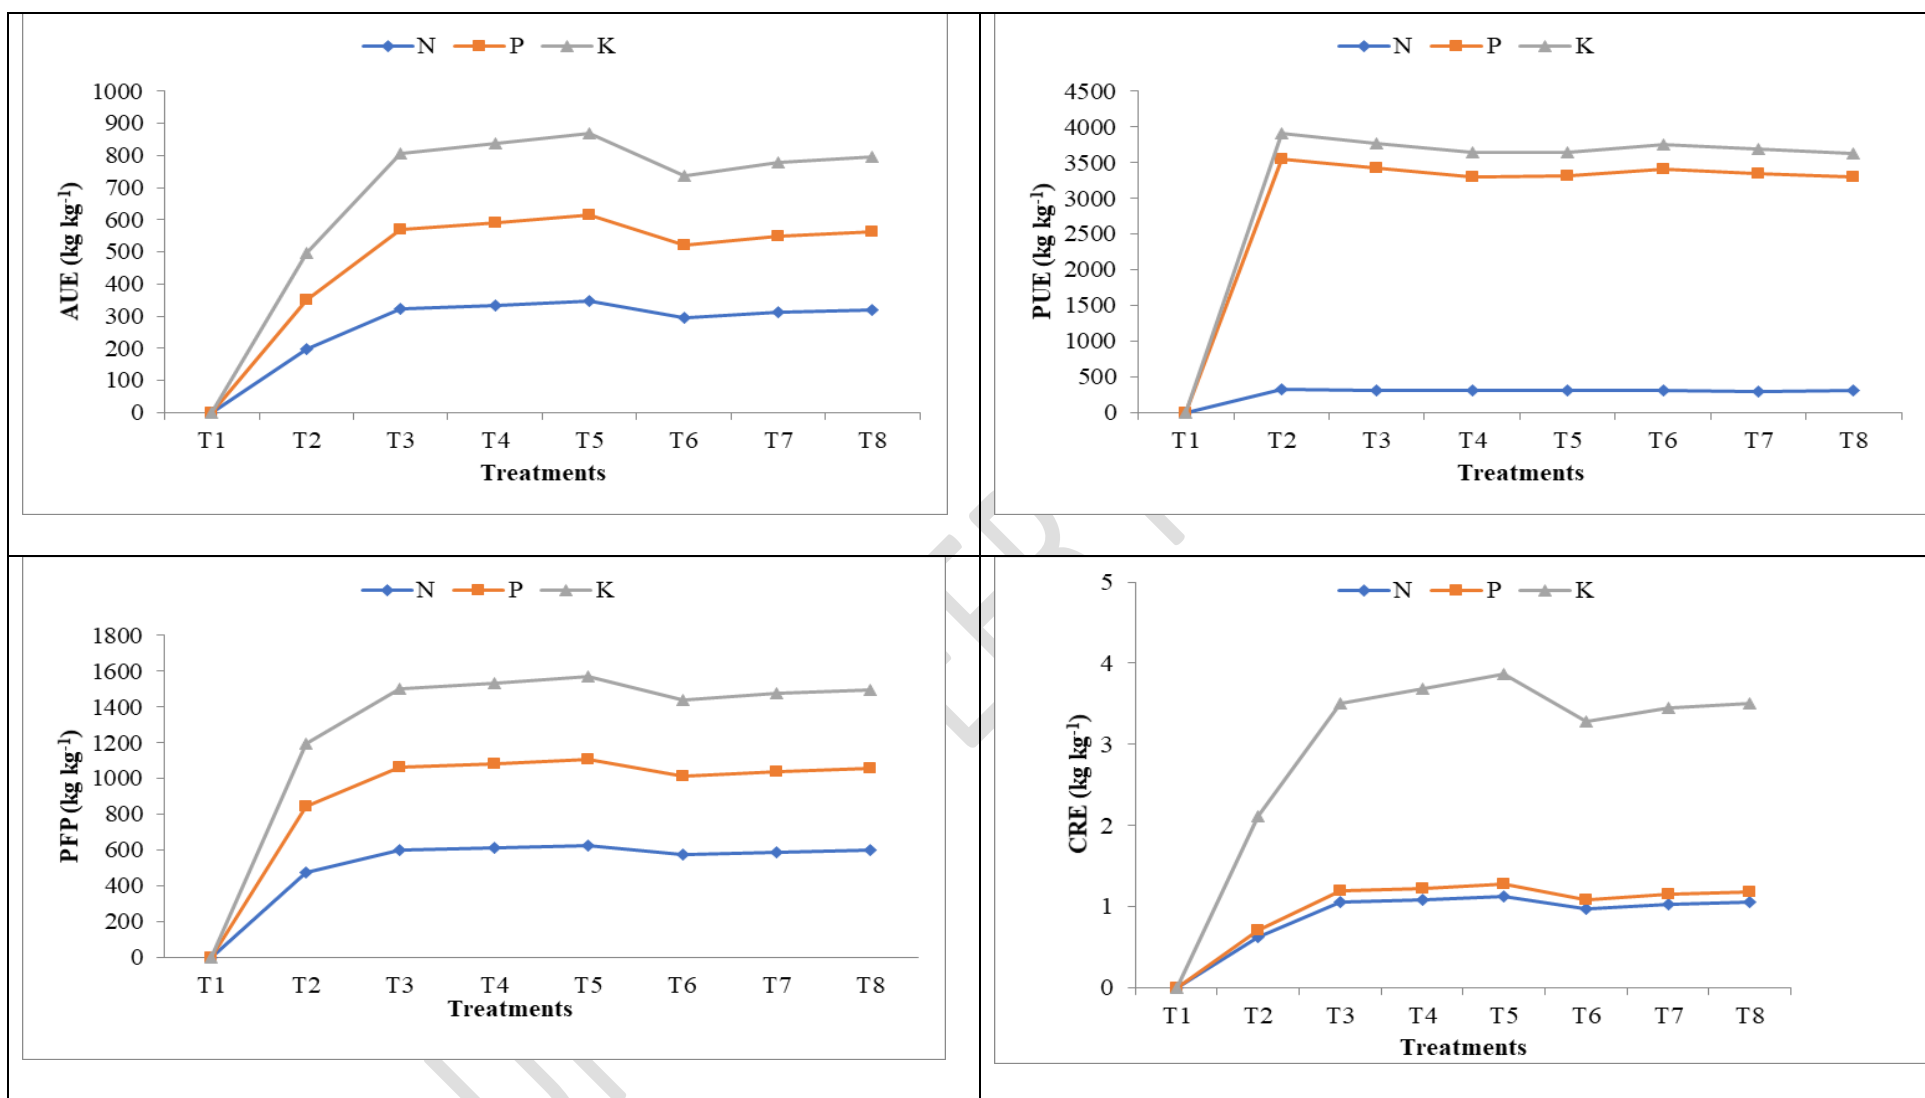 N P K
1000
900
800
700
600
500
400
300
200
100
0
AUE (kg kg⁻¹)
T1 T2 T3 T4 T5 T6 T7 T8
Treatments
N P K
4500
4000
3500
3000
2500
2000
1500
1000
500
0
PUE (kg kg⁻¹)
T1 T2 T3 T4 T5 T6 T7 T8
Treatments
N P K
1800
1600
1400
1200
1000
800
600
400
200
0
PFP (kg kg⁻¹)
T1 T2 T3 T4 T5 T6 T7 T8
Treatments
N P K
5
4
3
2
1
0
CRE (kg kg⁻¹)
T1 T2 T3 T4 T5 T6 T7 T8
Treatments